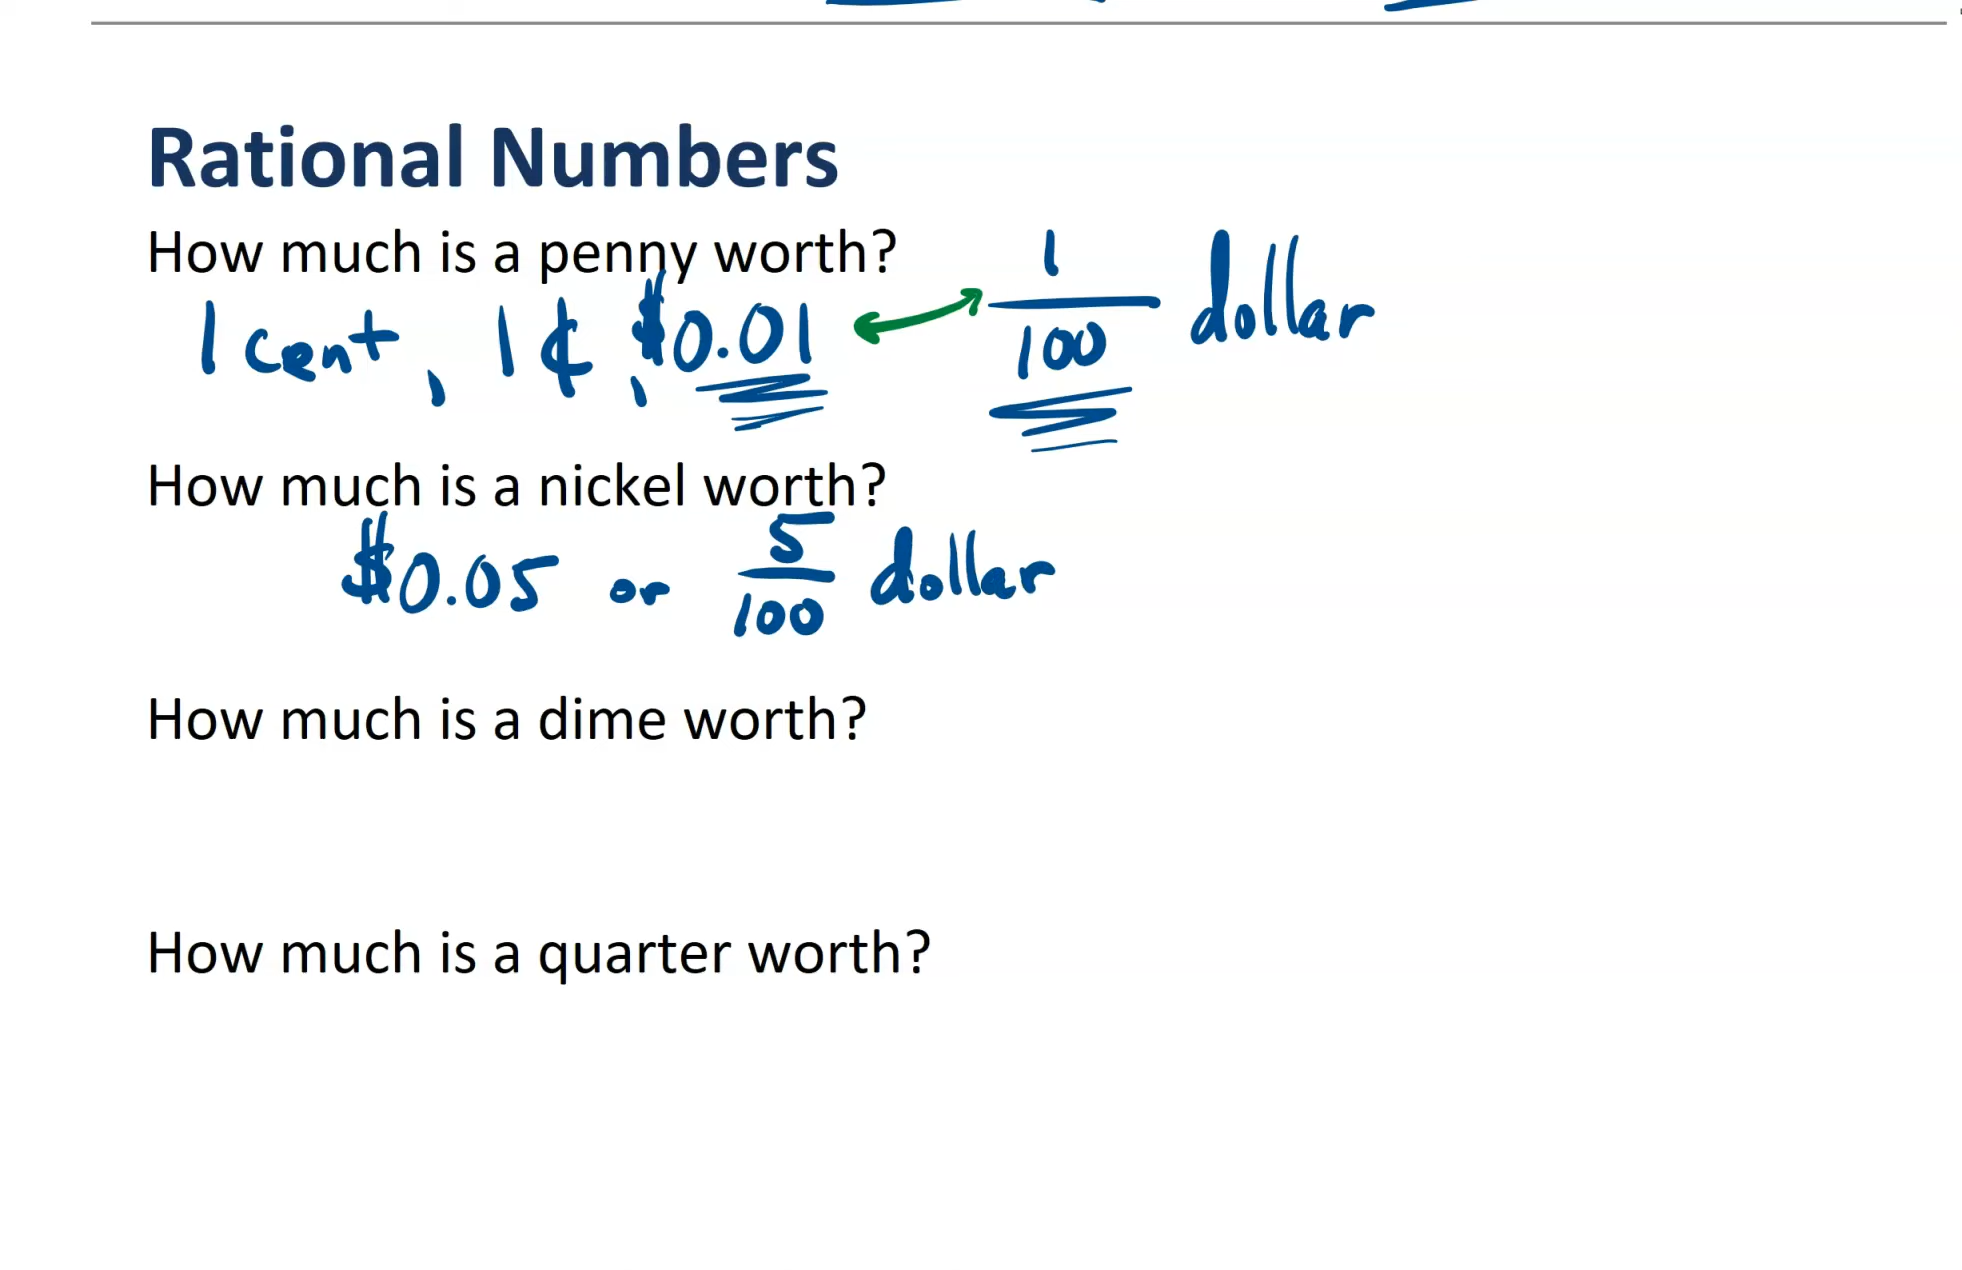 Rational Numbers
How much is a penny worth?
1 cent, 1¢, $0.01 ↔ 1/100 dollar
How much is a nickel worth?
$0.05 or 5/100 dollar
How much is a dime worth?
How much is a quarter worth?